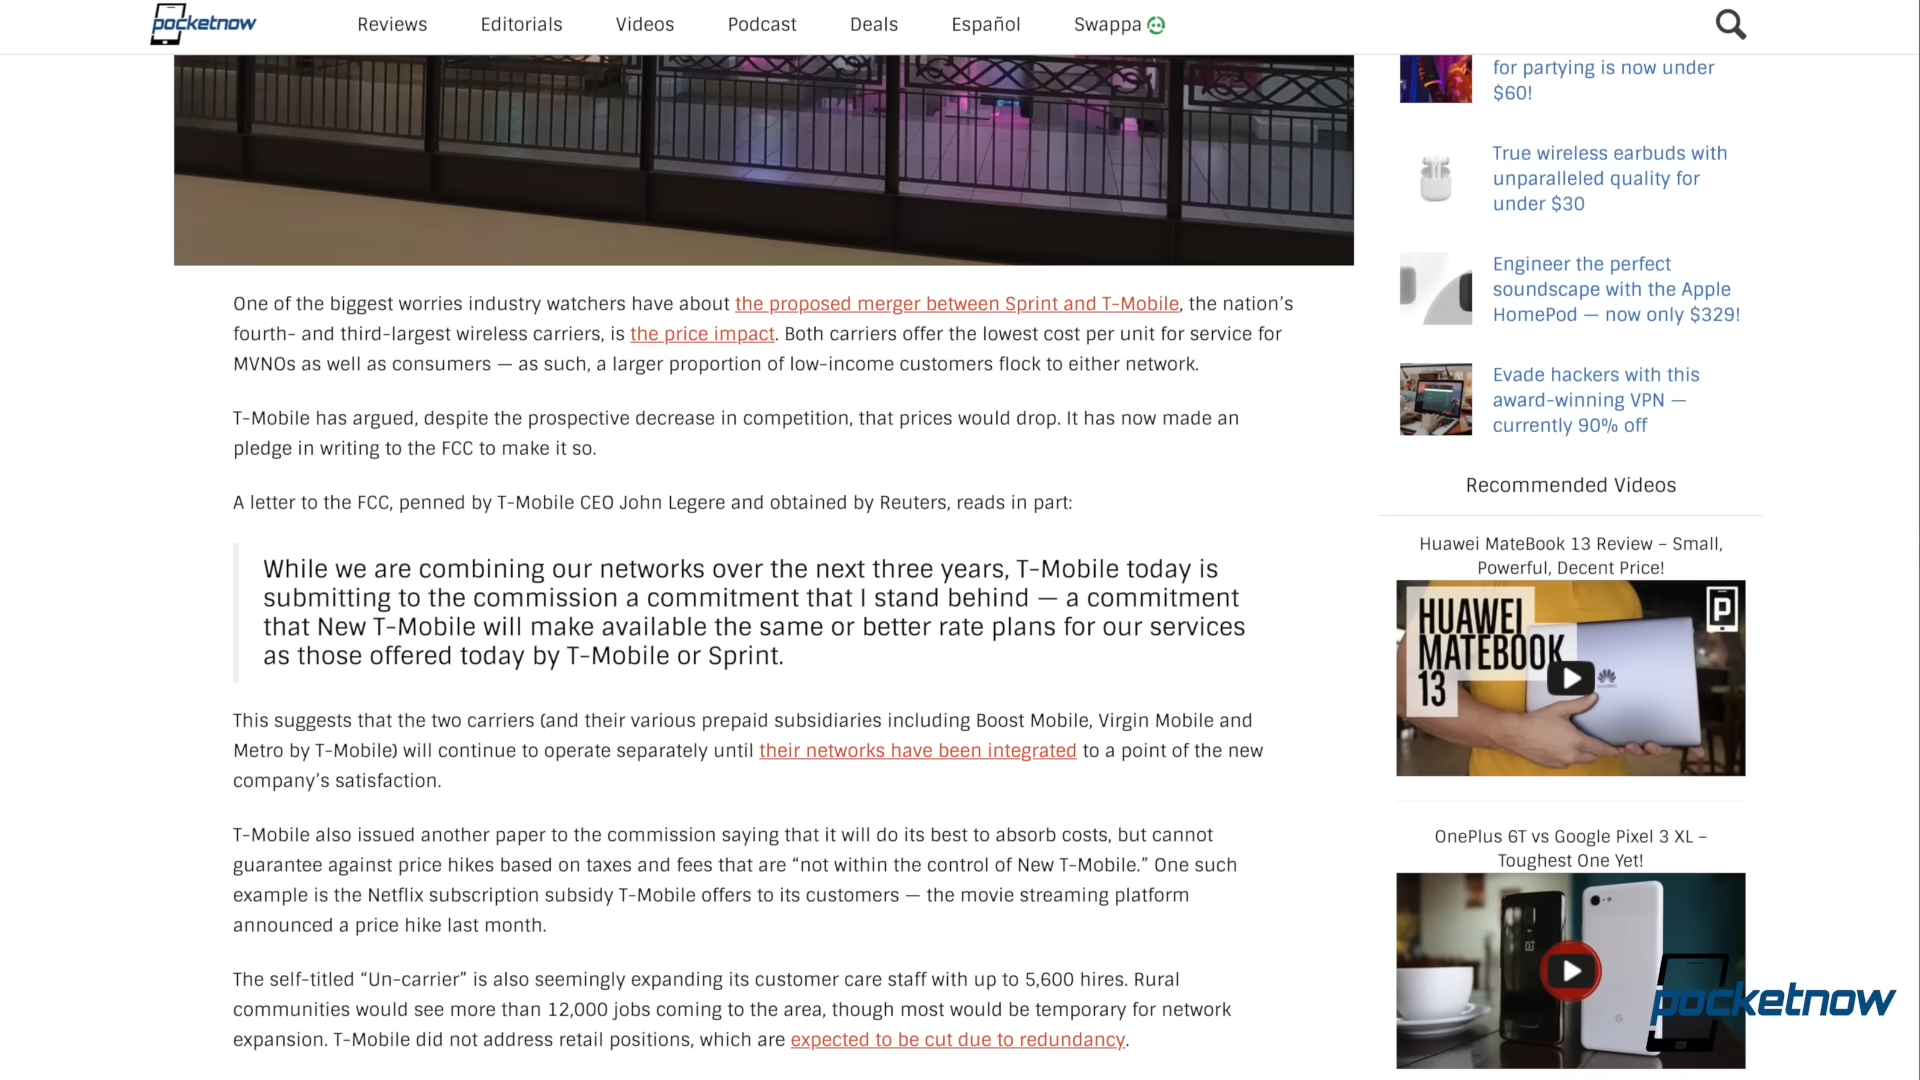 pocketnow
Reviews
Editorials
Videos
Podcast
Deals
Español
Swappa
One of the biggest worries industry watchers have about the proposed merger between Sprint and T-Mobile, the nation’s
fourth- and third-largest wireless carriers, is the price impact. Both carriers offer the lowest cost per unit for service for
MVNOs as well as consumers — as such, a larger proportion of low-income customers flock to either network.
T-Mobile has argued, despite the prospective decrease in competition, that prices would drop. It has now made an
pledge in writing to the FCC to make it so.
A letter to the FCC, penned by T-Mobile CEO John Legere and obtained by Reuters, reads in part:
While we are combining our networks over the next three years, T-Mobile today is
submitting to the commission a commitment that I stand behind — a commitment
that New T-Mobile will make available the same or better rate plans for our services
as those offered today by T-Mobile or Sprint.
This suggests that the two carriers (and their various prepaid subsidiaries including Boost Mobile, Virgin Mobile and
Metro by T-Mobile) will continue to operate separately until their networks have been integrated to a point of the new
company’s satisfaction.
T-Mobile also issued another paper to the commission saying that it will do its best to absorb costs, but cannot
guarantee against price hikes based on taxes and fees that are “not within the control of New T-Mobile.” One such
example is the Netflix subscription subsidy T-Mobile offers to its customers — the movie streaming platform
announced a price hike last month.
The self-titled “Un-carrier” is also seemingly expanding its customer care staff with up to 5,600 hires. Rural
communities would see more than 12,000 jobs coming to the area, though most would be temporary for network
expansion. T-Mobile did not address retail positions, which are expected to be cut due to redundancy.
for partying is now under
$60!
True wireless earbuds with
unparalleled quality for
under $30
Engineer the perfect
soundscape with the Apple
HomePod — now only $329!
Evade hackers with this
award-winning VPN —
currently 90% off
Recommended Videos
Huawei MateBook 13 Review – Small,
Powerful, Decent Price!
HUAWEI
MATEBOOK
13
P
OnePlus 6T vs Google Pixel 3 XL –
Toughest One Yet!
G
pocketnow